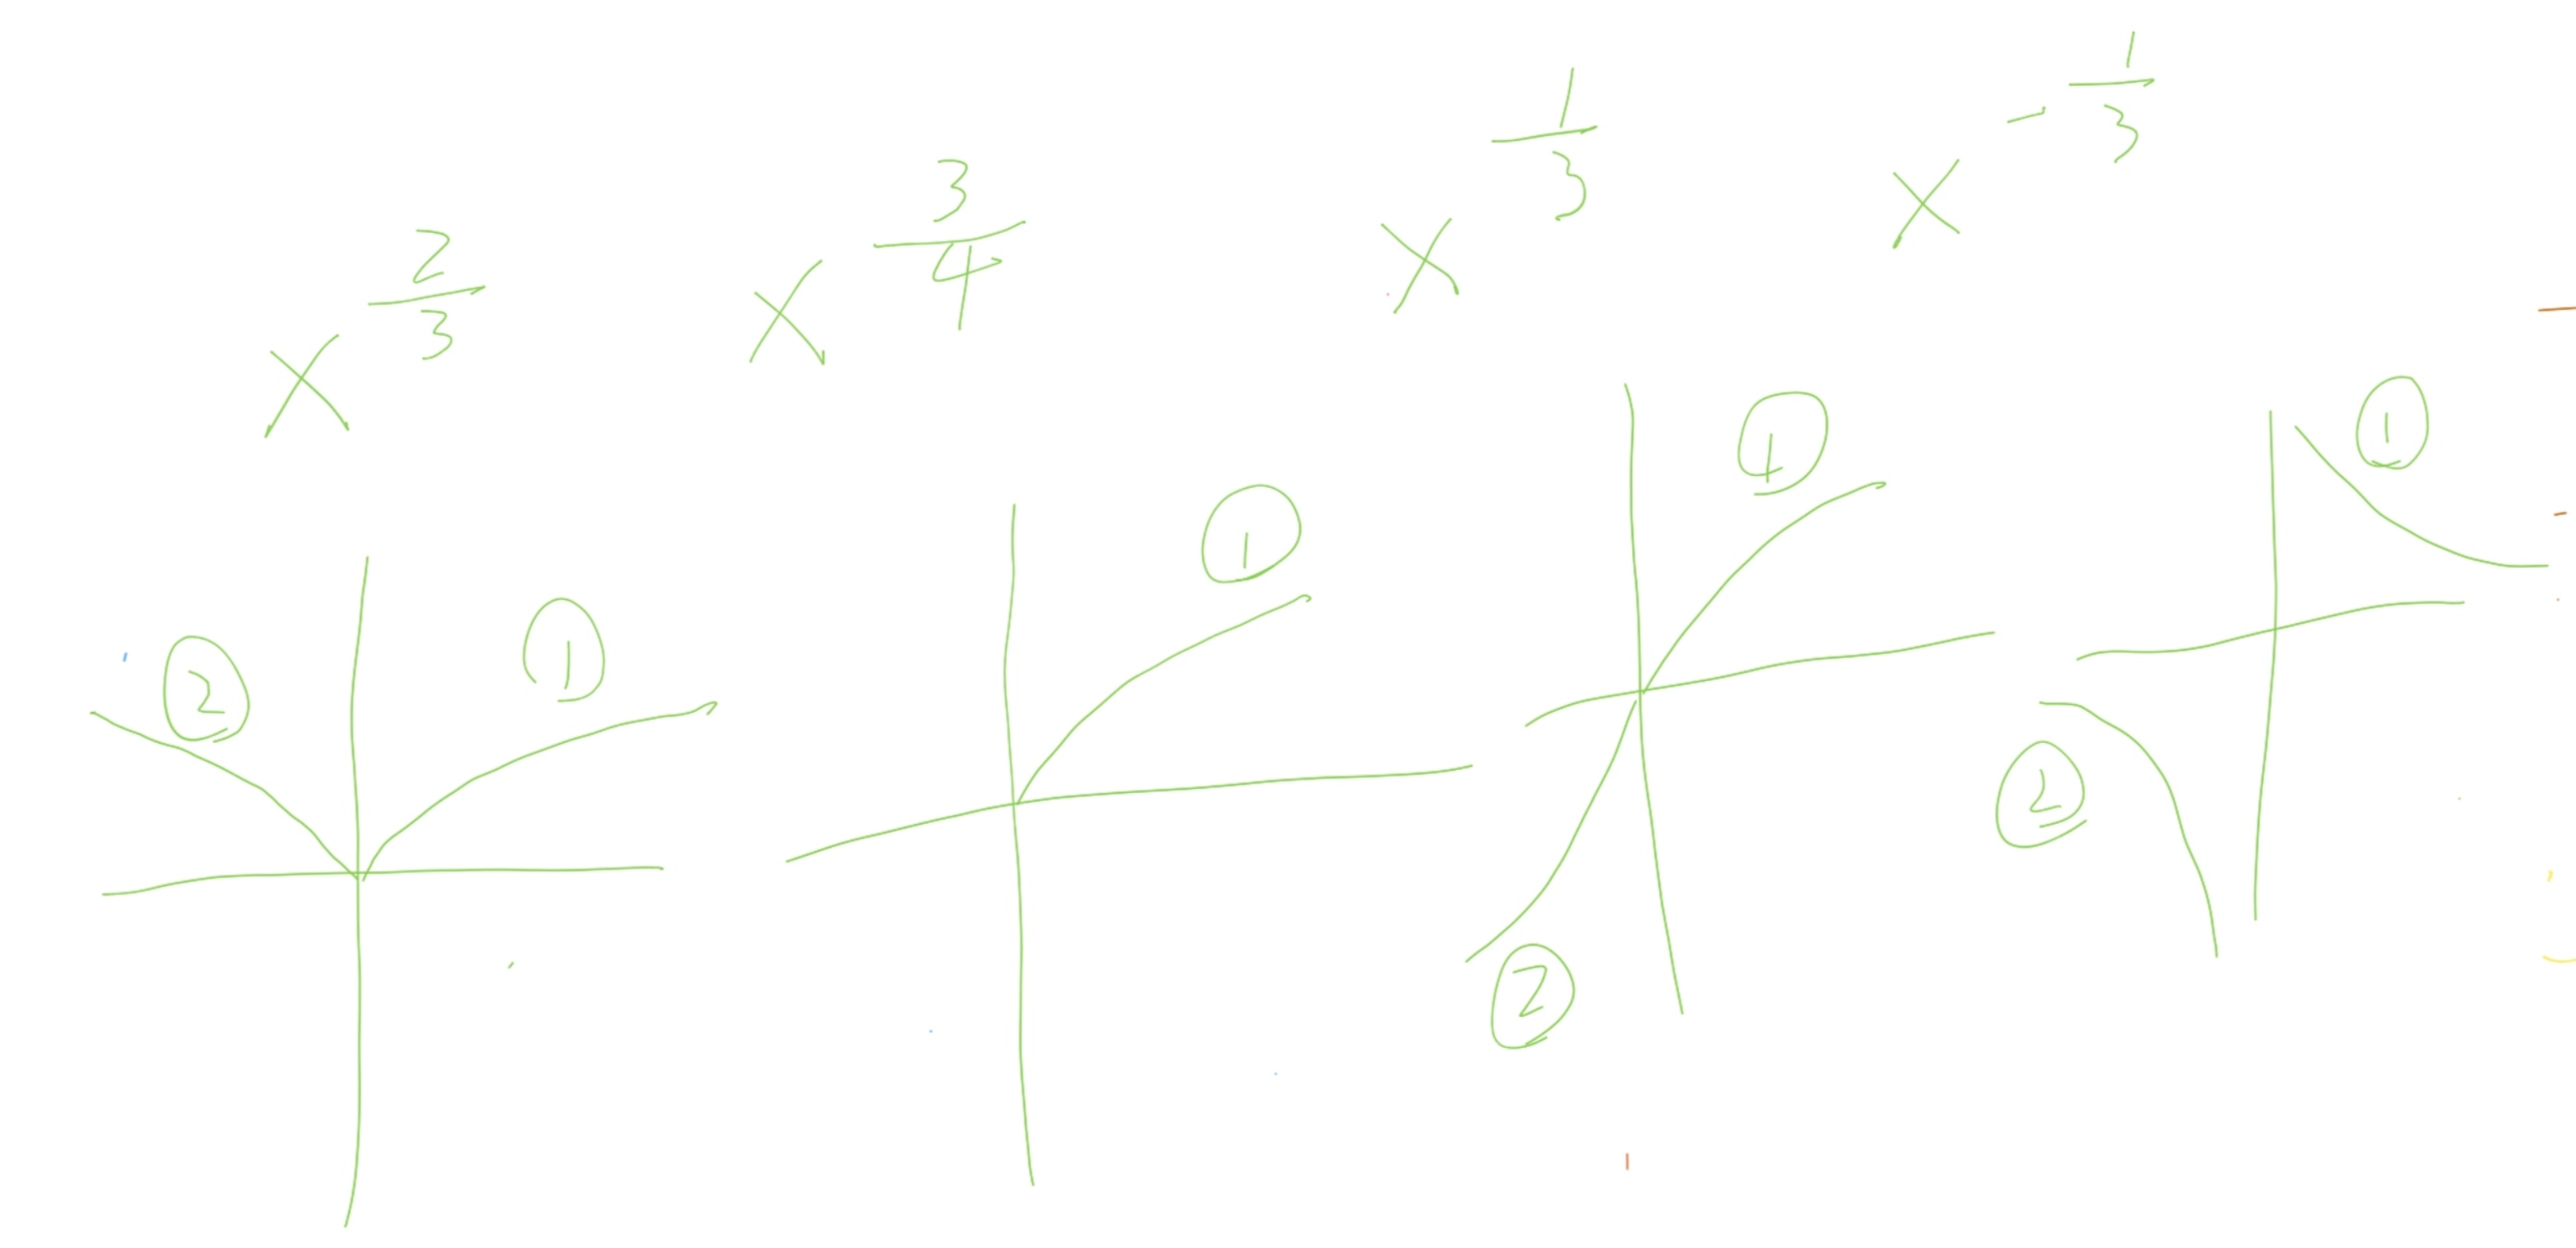 x^{2/3} x^{3/4} x^{1/3} x^{-1/3}
② ① ① ① ② ① ②